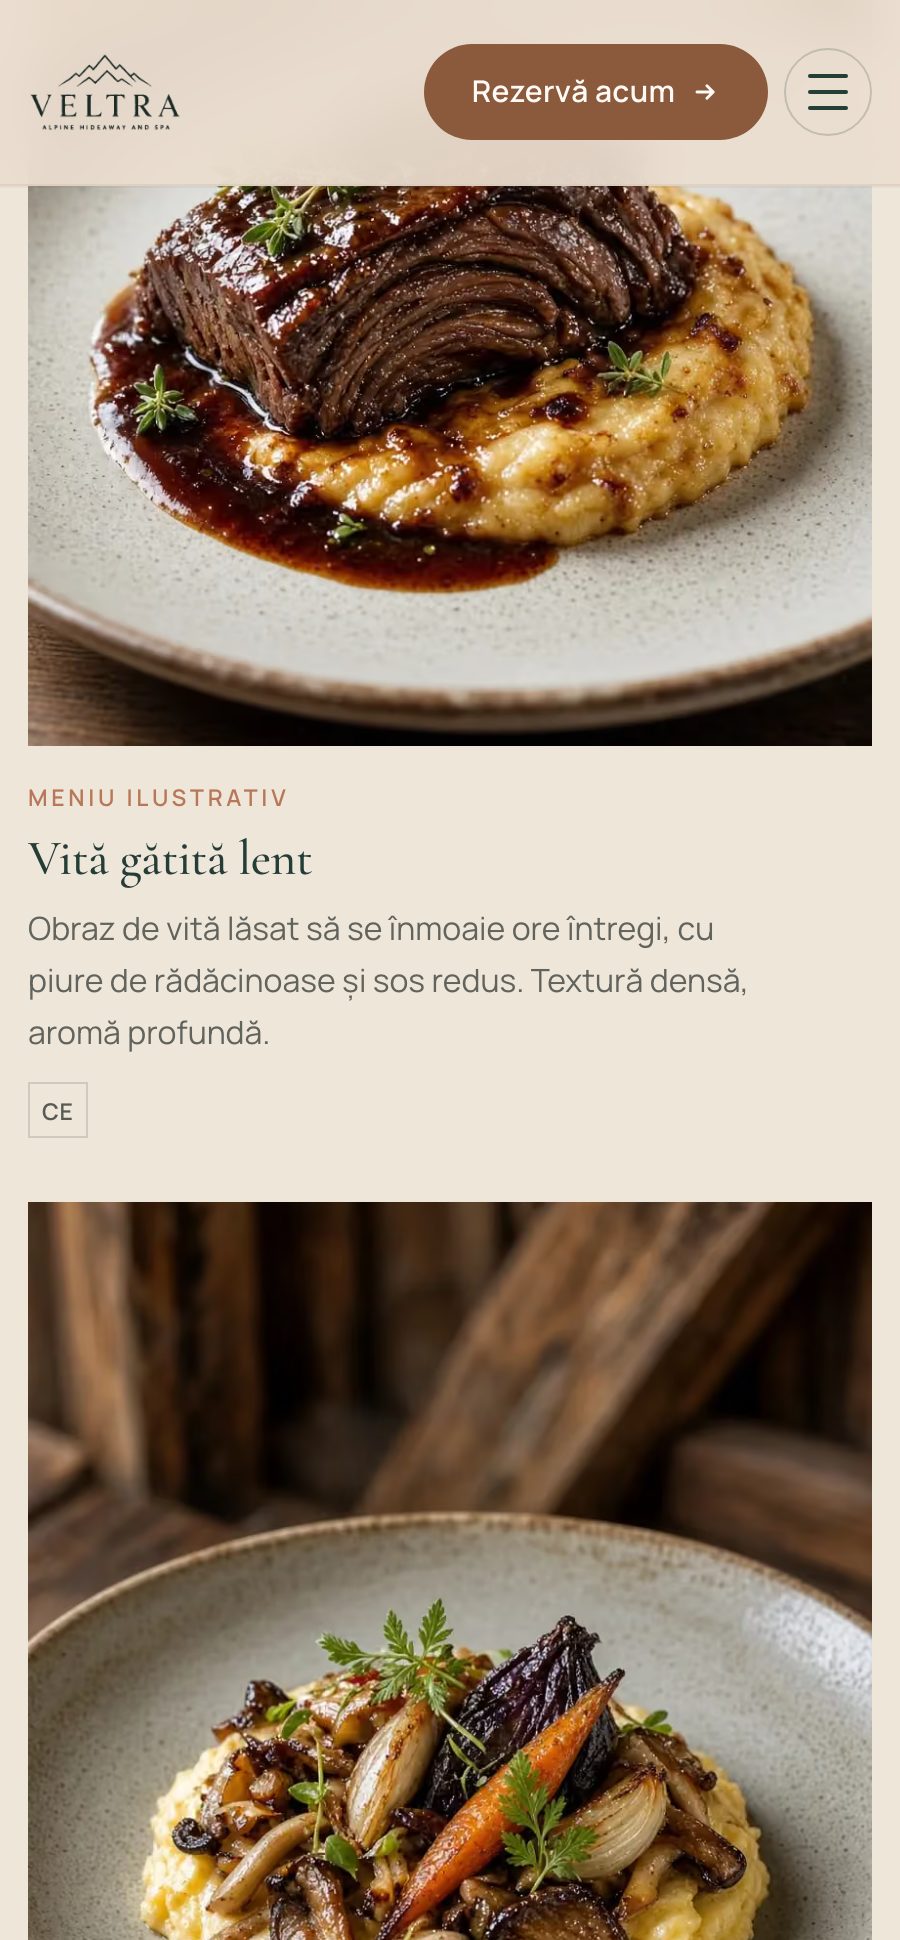 VELTRA
ALPINE HIDEAWAY AND SPA
Rezervă acum →
MENIU ILUSTRATIV
Vită gătită lent
Obraz de vită lăsat să se înmoaie ore întregi, cu
piure de rădăcinoase și sos redus. Textură densă,
aromă profundă.
CE